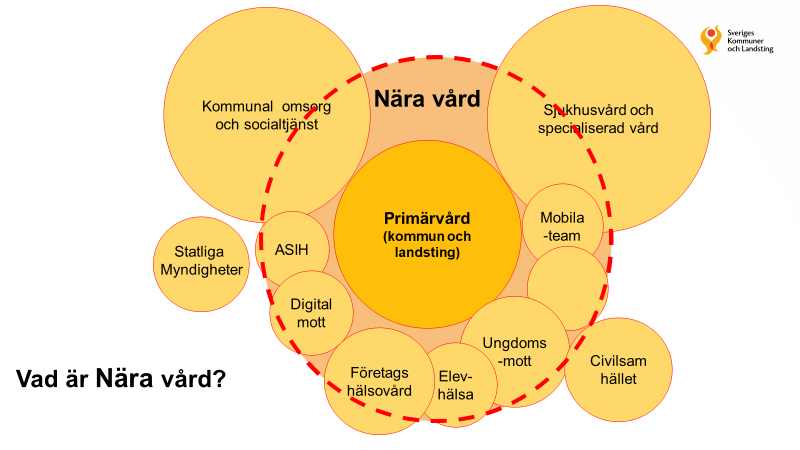 Sveriges
Kommuner
och Landsting
Nära vård
Kommunal omsorg
och socialtjänst
Sjukhusvård och
specialiserad vård
Primärvård
(kommun och
landsting)
Mobila
-team
Statliga
Myndigheter
ASIH
Digital
mott
Ungdoms
-mott
Företags
hälsovård
Elev-
hälsa
Civilsam
hället
Vad är Nära vård?